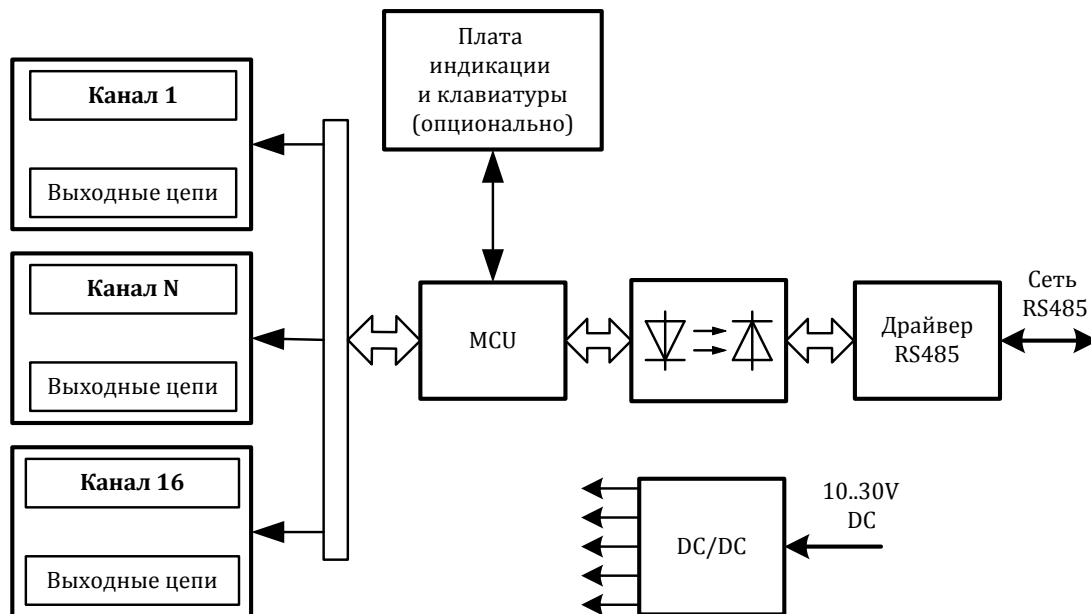 Плата
индикации
и клавиатуры
(опционально)
Канал 1
Выходные цепи
Канал N
Выходные цепи
Канал 16
Выходные цепи
MCU
Драйвер
RS485
Сеть
RS485
DC/DC
10..30V
DC